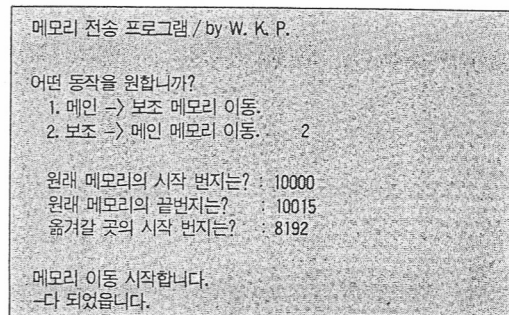 메모리 전송 프로그램 / by W. K. P.
어떤 동작을 원합니까?
1. 메인 -> 보조 메모리 이동.
2. 보조 -> 메인 메모리 이동. 2
원래 메모리의 시작 번지는? : 10000
원래 메모리의 끝번지는? : 10015
옮겨갈 곳의 시작 번지는? : 8192
메모리 이동 시작합니다.
-다 되었읍니다.